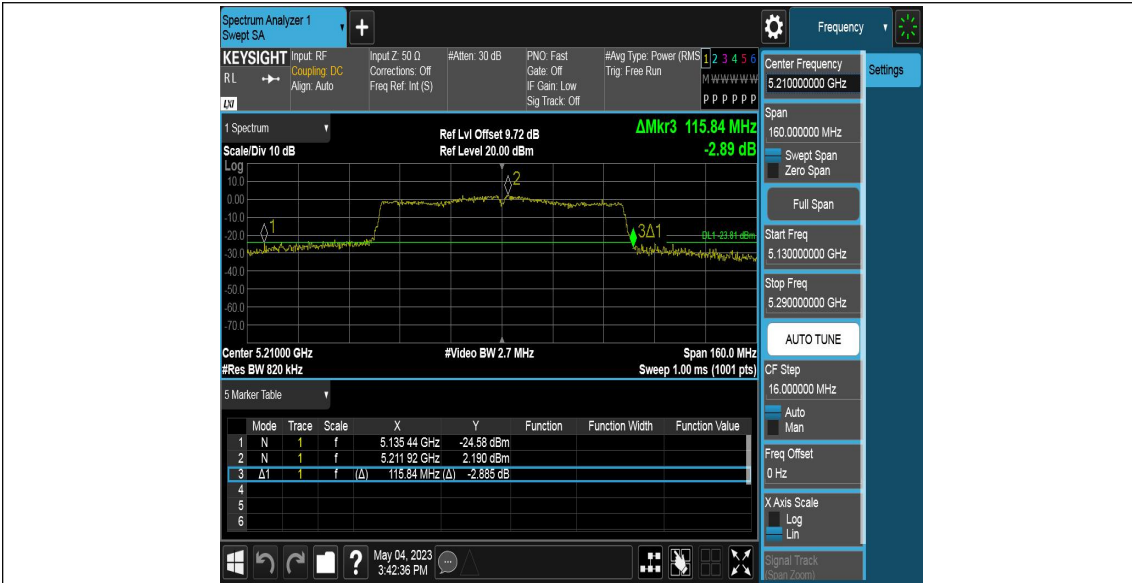 Spectrum Analyzer 1
Swept SA
+
Frequency
KEYSIGHT
R L
LXI
Input: RF
Coupling: DC
Align: Auto
Input Z: 50 Ω
Corrections: Off
Freq Ref: Int (S)
#Atten: 30 dB
PNO: Fast
Gate: Off
IF Gain: Low
Sig Track: Off
#Avg Type: Power (RMS
Trig: Free Run
1 2 3 4 5 6
M W W W W W
P P P P P P
1 Spectrum
Scale/Div 10 dB
Ref Lvl Offset 9.72 dB
Ref Level 20.00 dBm
ΔMkr3 115.84 MHz
-2.89 dB
Log
10.0
0.00
-10.0
-20.0
-30.0
-40.0
-50.0
-60.0
-70.0
1
2
3Δ1
DL1 -23.81 dBm
Center 5.21000 GHz
#Video BW 2.7 MHz
Span 160.0 MHz
#Res BW 820 kHz
Sweep 1.00 ms (1001 pts)
5 Marker Table
Mode Trace Scale X Y Function Function Width Function Value
1 N 1 f 5.135 44 GHz -24.58 dBm
2 N 1 f 5.211 92 GHz 2.190 dBm
3 Δ1 1 f (Δ) 115.84 MHz (Δ) -2.885 dB
4
5
6
?
May 04, 2023
3:42:36 PM
Center Frequency
5.210000000 GHz
Settings
Span
160.000000 MHz
Swept Span
Zero Span
Full Span
Start Freq
5.130000000 GHz
Stop Freq
5.290000000 GHz
AUTO TUNE
CF Step
16.000000 MHz
Auto
Man
Freq Offset
0 Hz
X Axis Scale
Log
Lin
Signal Track
(Span Zoom)